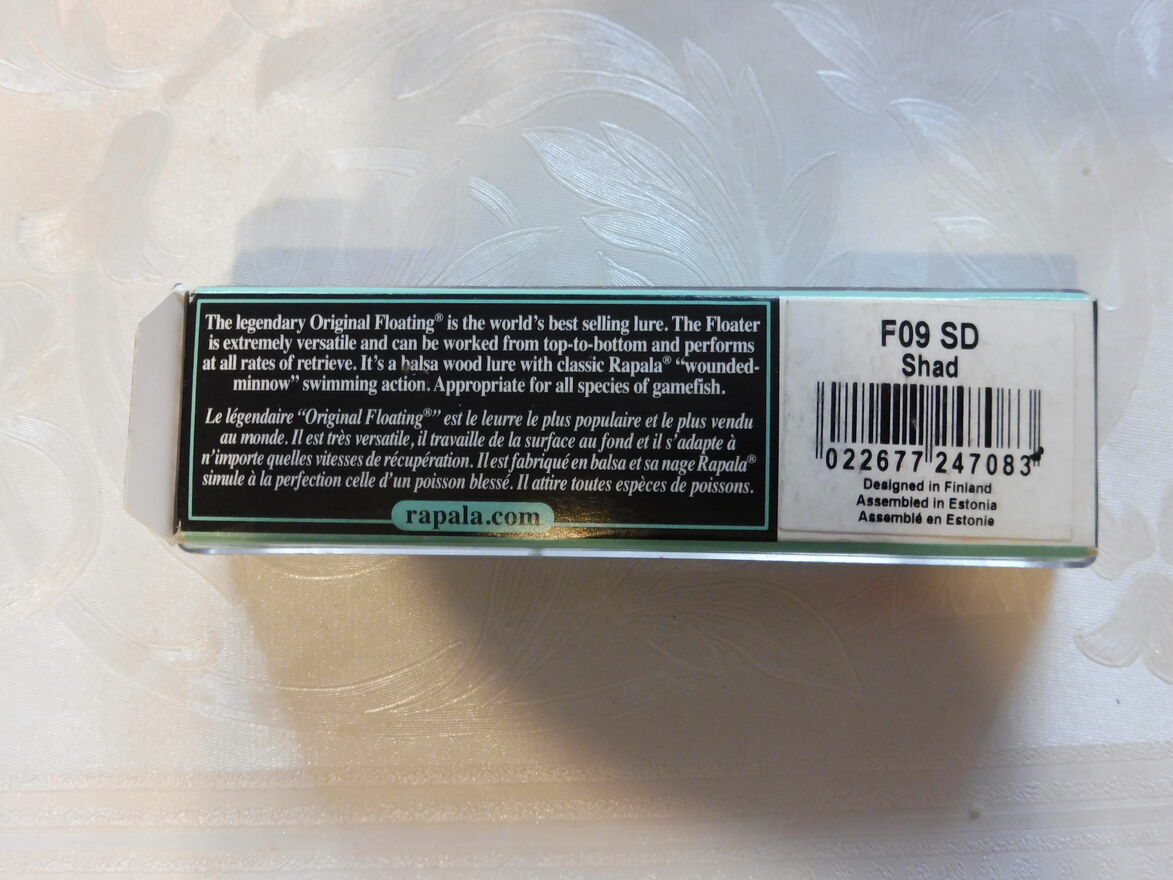 The legendary Original Floating® is the world's best selling lure. The Floater
is extremely versatile and can be worked from top-to-bottom and performs
at all rates of retrieve. It's a balsa wood lure with classic Rapala® “wounded-
minnow” swimming action. Appropriate for all species of gamefish.
Le légendaire “Original Floating®” est le leurre le plus populaire et le plus vendu
au monde. Il est très versatile, il travaille de la surface au fond et il s'adapte à
n'importe quelles vitesses de récupération. Il est fabriqué en balsa et sa nage Rapala®
simule à la perfection celle d'un poisson blessé. Il attire toutes espèces de poissons.
rapala.com
F09 SD
Shad
022677 247083
Designed in Finland
Assembled in Estonia
Assemblé en Estonie